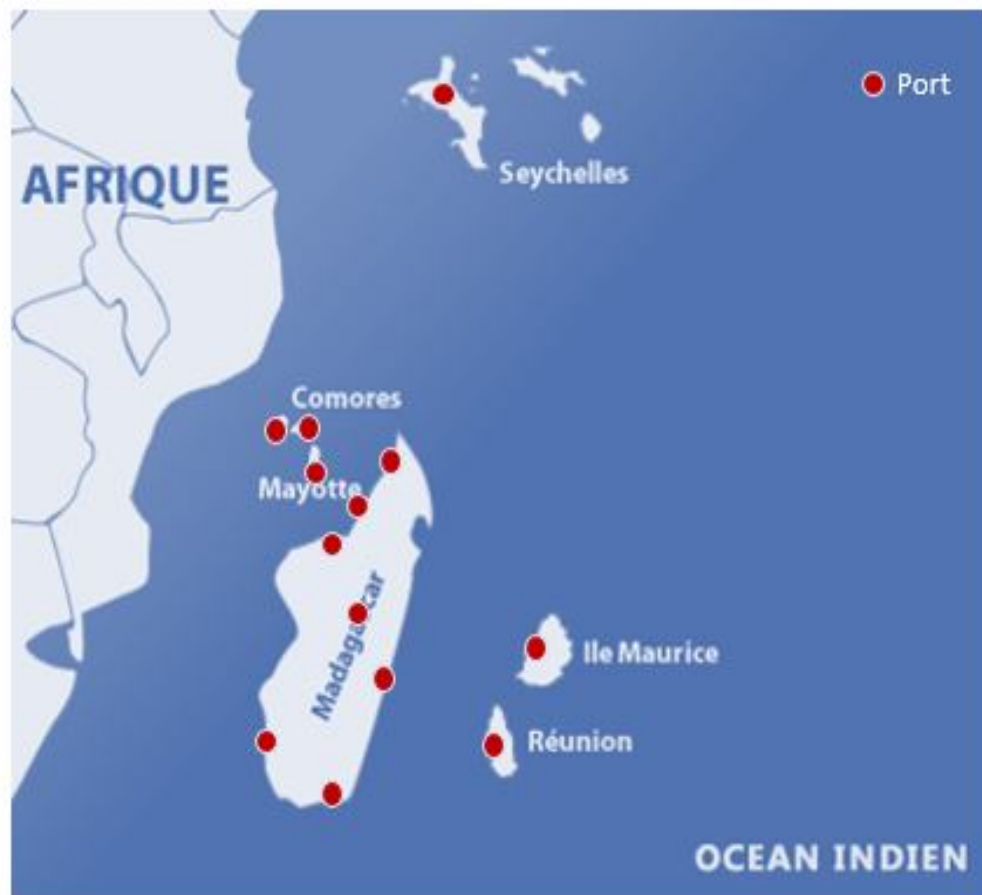 Port
AFRIQUE
Seychelles
Comores
Mayotte
Madagascar
Ile Maurice
Réunion
OCEAN INDIEN